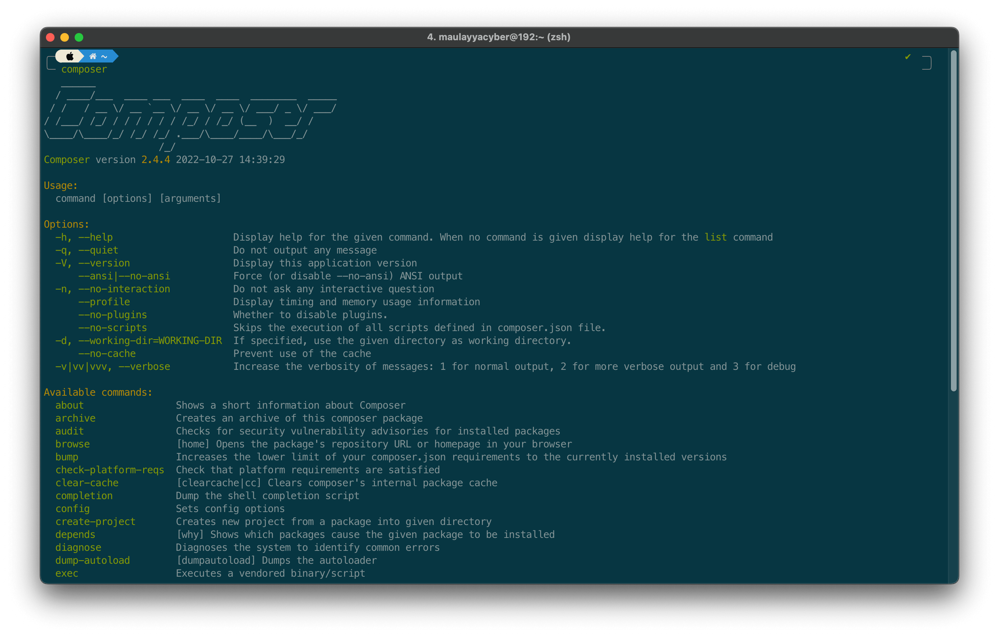 4. maulayyacyber@192:~ (zsh)
~ ✔
composer
   ______
  / ____/___  ____ ___  ____  ____  ________  _____
 / /   / __ \/ __ `__ \/ __ \/ __ \/ ___/ _ \/ ___/
/ /___/ /_/ / / / / / / /_/ / /_/ (__  )  __/ /
\____/\____/_/ /_/ /_/ .___/\____/____/\___/_/
                    /_/
Composer version 2.4.4 2022-10-27 14:39:29
Usage:
  command [options] [arguments]
Options:
  -h, --help                     Display help for the given command. When no command is given display help for the list command
  -q, --quiet                    Do not output any message
  -V, --version                  Display this application version
      --ansi|--no-ansi           Force (or disable --no-ansi) ANSI output
  -n, --no-interaction           Do not ask any interactive question
      --profile                  Display timing and memory usage information
      --no-plugins               Whether to disable plugins.
      --no-scripts               Skips the execution of all scripts defined in composer.json file.
  -d, --working-dir=WORKING-DIR  If specified, use the given directory as working directory.
      --no-cache                 Prevent use of the cache
  -v|vv|vvv, --verbose           Increase the verbosity of messages: 1 for normal output, 2 for more verbose output and 3 for debug
Available commands:
  about                Shows a short information about Composer
  archive              Creates an archive of this composer package
  audit                Checks for security vulnerability advisories for installed packages
  browse               [home] Opens the package's repository URL or homepage in your browser
  bump                 Increases the lower limit of your composer.json requirements to the currently installed versions
  check-platform-reqs  Check that platform requirements are satisfied
  clear-cache          [clearcache|cc] Clears composer's internal package cache
  completion           Dump the shell completion script
  config               Sets config options
  create-project       Creates new project from a package into given directory
  depends              [why] Shows which packages cause the given package to be installed
  diagnose             Diagnoses the system to identify common errors
  dump-autoload        [dumpautoload] Dumps the autoloader
  exec                 Executes a vendored binary/script